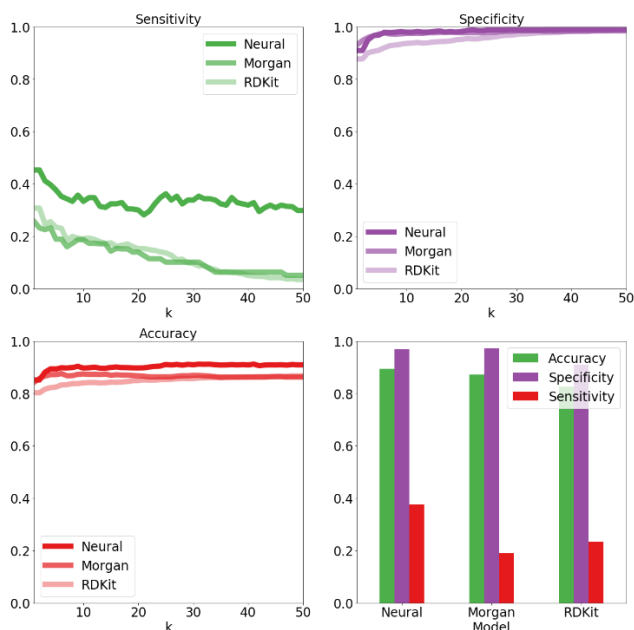 Sensitivity
1.0
0.8
0.6
0.4
0.2
0.0
Neural
Morgan
RDKit
10
20
30
40
50
k
Specificity
1.0
0.8
0.6
0.4
0.2
0.0
Neural
Morgan
RDKit
10
20
30
40
50
k
Accuracy
1.0
0.8
0.6
0.4
0.2
0.0
Neural
Morgan
RDKit
10
20
30
40
50
k
1.0
0.8
0.6
0.4
0.2
0.0
Accuracy
Specificity
Sensitivity
Neural
Morgan
RDKit
Model